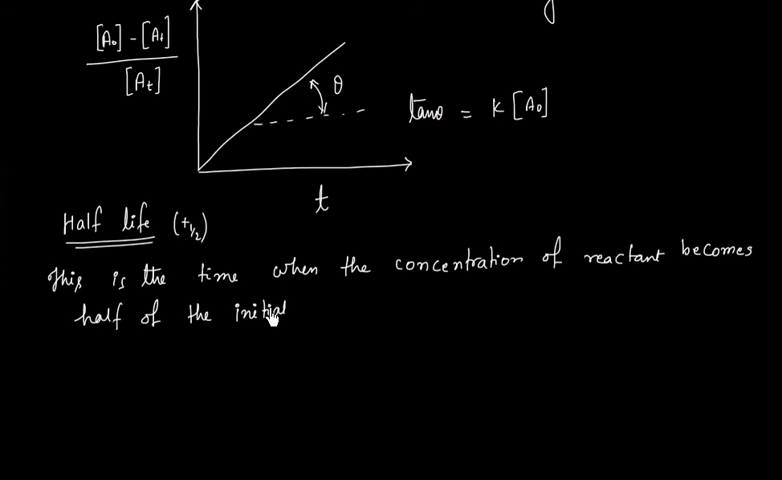 [A₀] - [Aₜ]
[Aₜ]
θ
tanθ = K [A₀]
t
Half life (t½)
This is the time when the concentration of reactant becomes
half of the initial